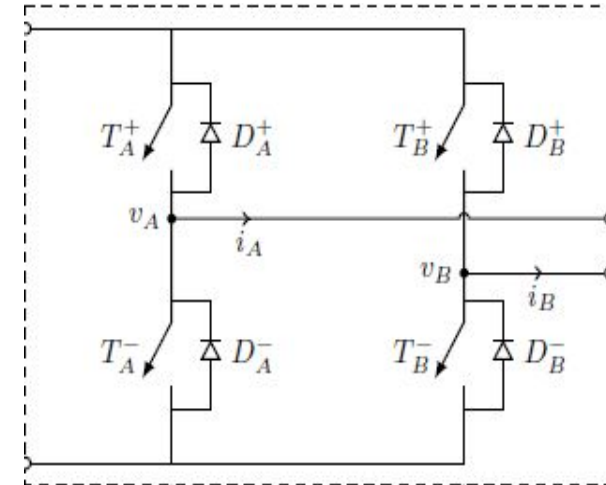 T_A^+ D_A^+ T_B^+ D_B^+
v_A
i_A
v_B
i_B
T_A^- D_A^- T_B^- D_B^-